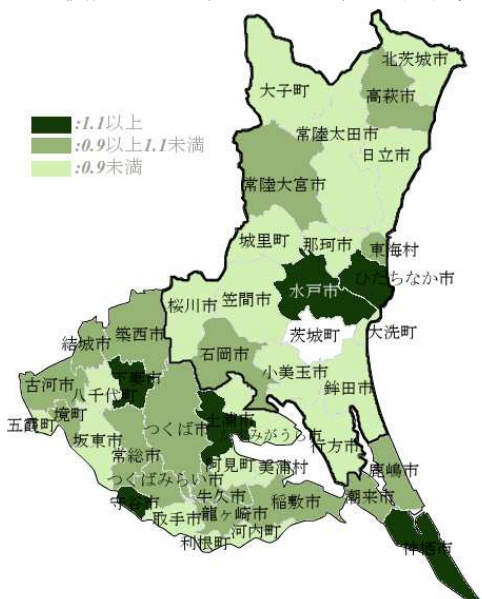 北茨城市
大子町
高萩市
:1.1以上
:0.9以上1.1未満
:0.9未満
常陸太田市
日立市
常陸大宮市
城里町
那珂市
東海村
ひたちなか市
水戸市
桜川市
笠間市
茨城町
大洗町
筑西市
結城市
石岡市
小美玉市
鉾田市
古河市
八千代町
下妻市
境町
五霞町
坂東市
つくば市
土浦市
かすみがうら市
行方市
常総市
阿見町
美浦村
鹿嶋市
つくばみらい市
牛久市
稲敷市
潮来市
守谷市
取手市
龍ヶ崎市
河内町
利根町
神栖市